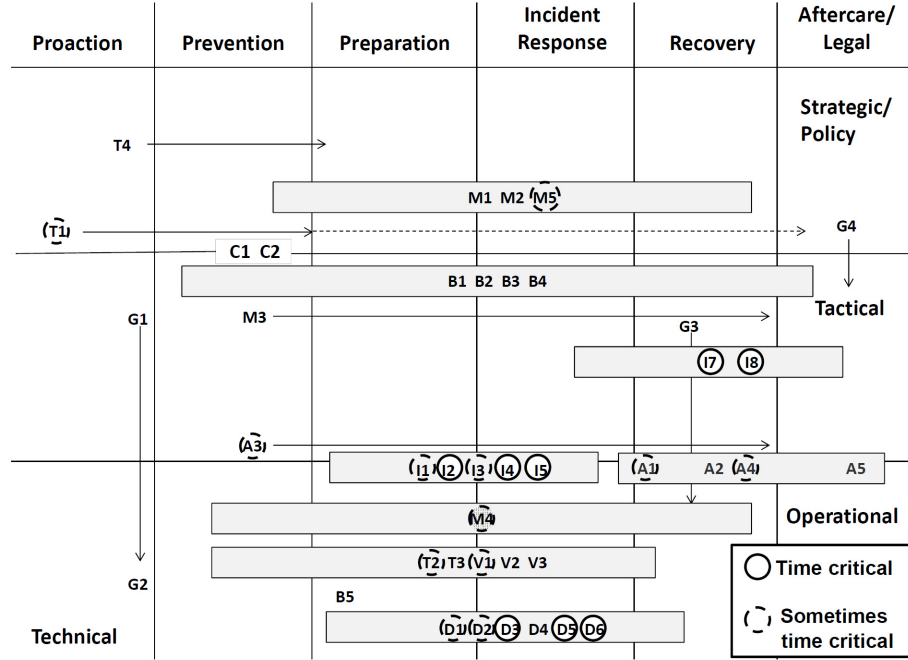 Proaction
Prevention
Preparation
Incident
Response
Recovery
Aftercare/
Legal
Strategic/
Policy
T4
M1 M2 M5
T1
G4
C1 C2
B1 B2 B3 B4
Tactical
G1
M3
G3
I7 I8
A3
I1 I2 I3 I4 I5
A1 A2 A4 A5
M4
Operational
T2 T3 V1 V2 V3
G2
B5
D1 D2 D3 D4 D5 D6
Technical
Time critical
Sometimes
time critical